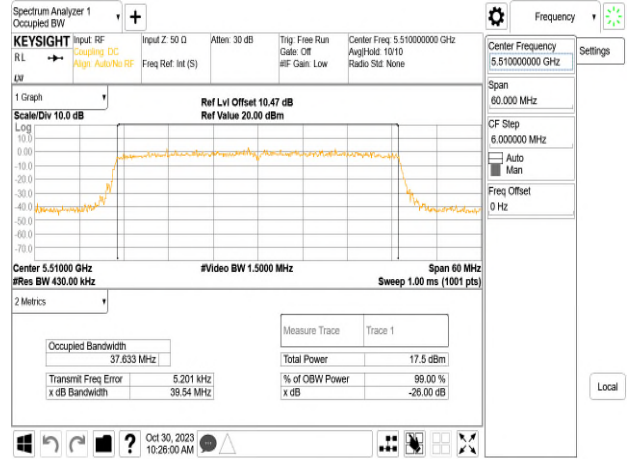 Spectrum Analyzer 1
Occupied BW
Frequency
KEYSIGHT
RL
Input: RF
Coupling: DC
Align: Auto/No RF
Input Z: 50 Ω
Freq Ref: Int (S)
Atten: 30 dB
Trig: Free Run
Gate: Off
#IF Gain: Low
Center Freq: 5.510000000 GHz
Avg|Hold: 10/10
Radio Std: None
Center Frequency
5.510000000 GHz
Settings
Span
60.000 MHz
CF Step
6.000000 MHz
Auto
Man
Freq Offset
0 Hz
Local
1 Graph
Scale/Div 10.0 dB
Ref Lvl Offset 10.47 dB
Ref Value 20.00 dBm
Log
10.0
0.00
-10.0
-20.0
-30.0
-40.0
-50.0
-60.0
-70.0
Center 5.51000 GHz
#Res BW 430.00 kHz
#Video BW 1.5000 MHz
Span 60 MHz
Sweep 1.00 ms (1001 pts)
2 Metrics
Measure Trace Trace 1
Occupied Bandwidth
37.633 MHz
Total Power 17.5 dBm
Transmit Freq Error 5.201 kHz
% of OBW Power 99.00 %
x dB Bandwidth 39.54 MHz
x dB -26.00 dB
?
Oct 30, 2023
10:26:00 AM